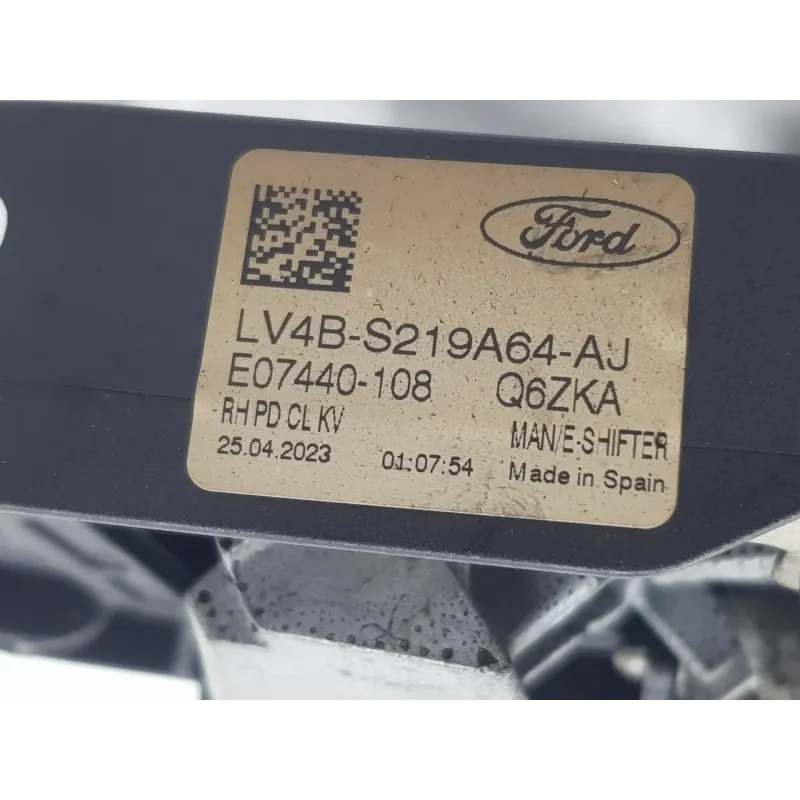 Ford
LV4B-S219A64-AJ
E07440-108 Q6ZKA
RH PD CL KV MAN/E-SHIFTER
25.04.2023 01:07:54 Made in Spain